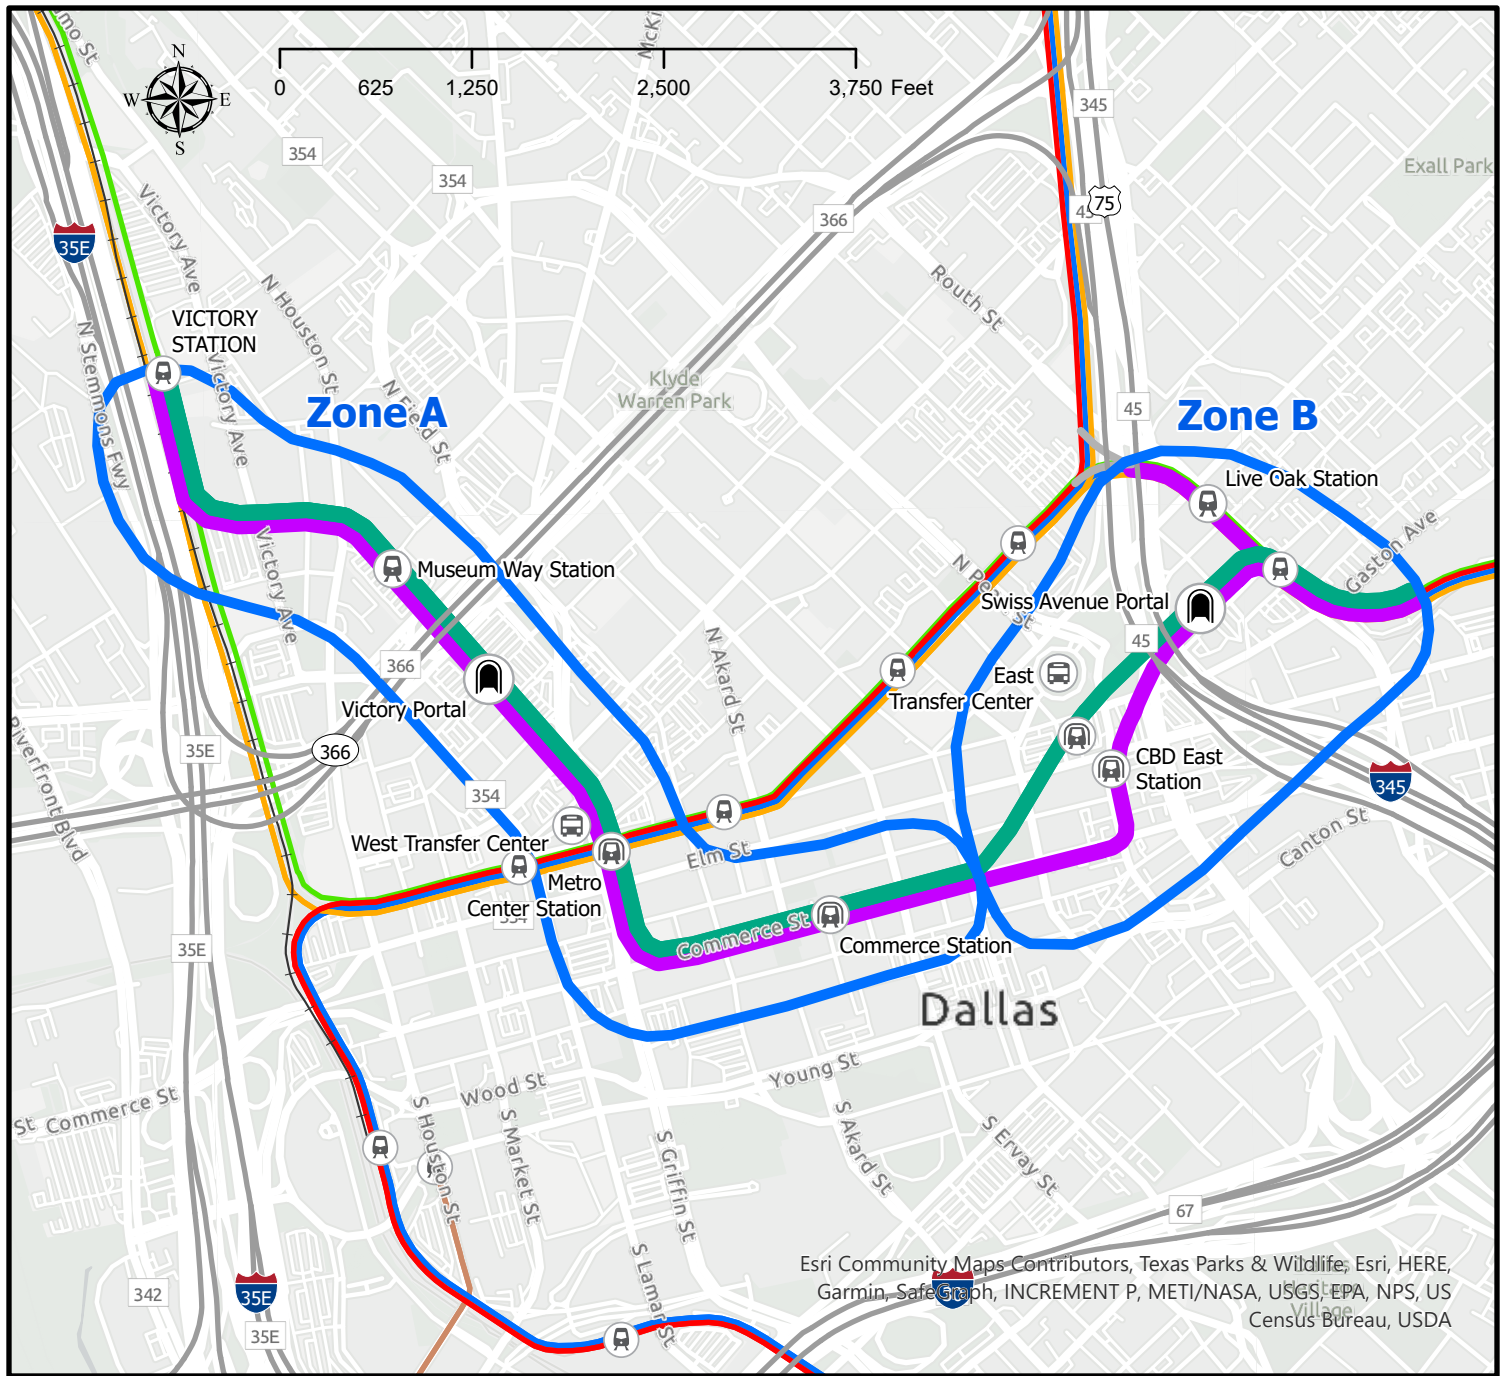 McKi
N
W
E
S
0
625
1,250
2,500
3,750 Feet
345
354
354
Exall Park
75
45
366
Victory Ave
35E
Routh St
N Houston St
VICTORY
STATION
N Stemmons Fwy
Victory Ave
Klyde
Warren Park
Zone A
N Field St
45
Zone B
Live Oak Station
Victory Ave
Gaston Ave
Museum Way Station
Swiss Avenue Portal
45
N Akard St
366
East
Transfer Center
Victory Portal
Riverfront Blvd
35E
366
CBD East
Station
345
354
Canton St
West Transfer Center
Elm St
Metro
Center Station
Commerce St
35E
Commerce Station
Dallas
Young St
Wood St
St
Commerce St
S Houston St
S Market St
S Griffin St
S Akard St
S Ervay St
67
S Lamar St
342
35E
35E
Esri Community Maps Contributors, Texas Parks & Wildlife, Esri, HERE,
Garmin, SafeGraph, INCREMENT P, METI/NASA, USGS, EPA, NPS, US
Village
Census Bureau, USDA